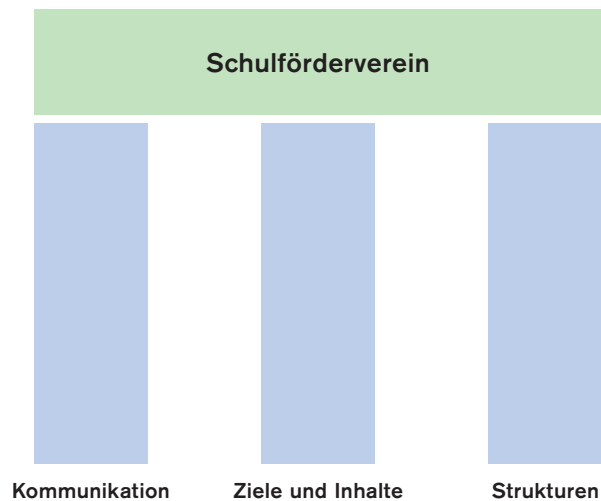 Schulförderverein
Kommunikation Ziele und Inhalte Strukturen